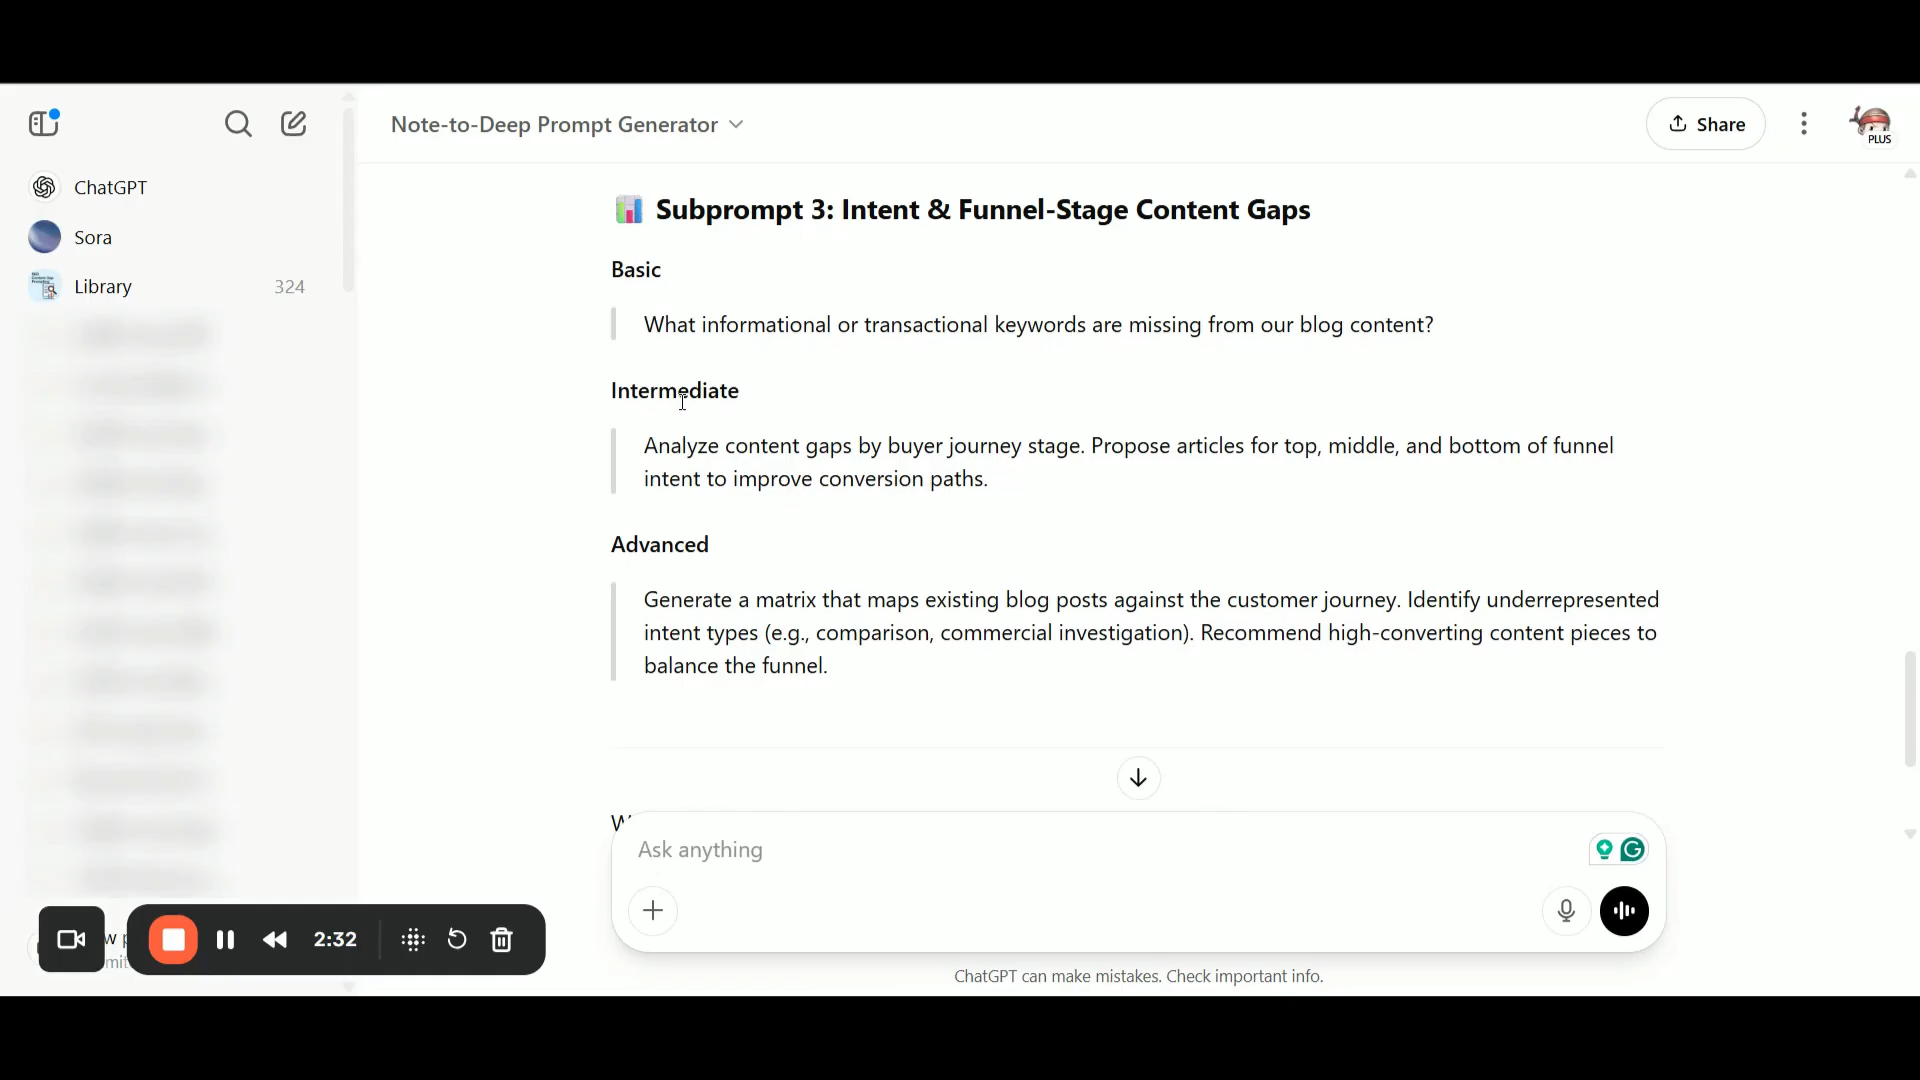 Note-to-Deep Prompt Generator
Share
PLUS
ChatGPT
Sora
Library 324
Subprompt 3: Intent & Funnel-Stage Content Gaps
Basic
What informational or transactional keywords are missing from our blog content?
Intermediate
Analyze content gaps by buyer journey stage. Propose articles for top, middle, and bottom of funnel
intent to improve conversion paths.
Advanced
Generate a matrix that maps existing blog posts against the customer journey. Identify underrepresented
intent types (e.g., comparison, commercial investigation). Recommend high-converting content pieces to
balance the funnel.
Ask anything
2:32
ChatGPT can make mistakes. Check important info.